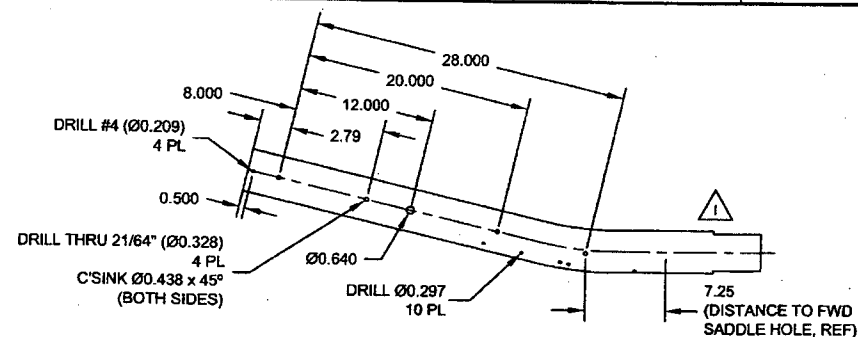 28.000
20.000
8.000
12.000
DRILL #4 (Ø0.209)
4 PL
2.79
0.500
1
DRILL THRU 21/64" (Ø0.328)
4 PL
C'SINK Ø0.438 x 45°
(BOTH SIDES)
Ø0.640
DRILL Ø0.297
10 PL
7.25
(DISTANCE TO FWD
SADDLE HOLE, REF)